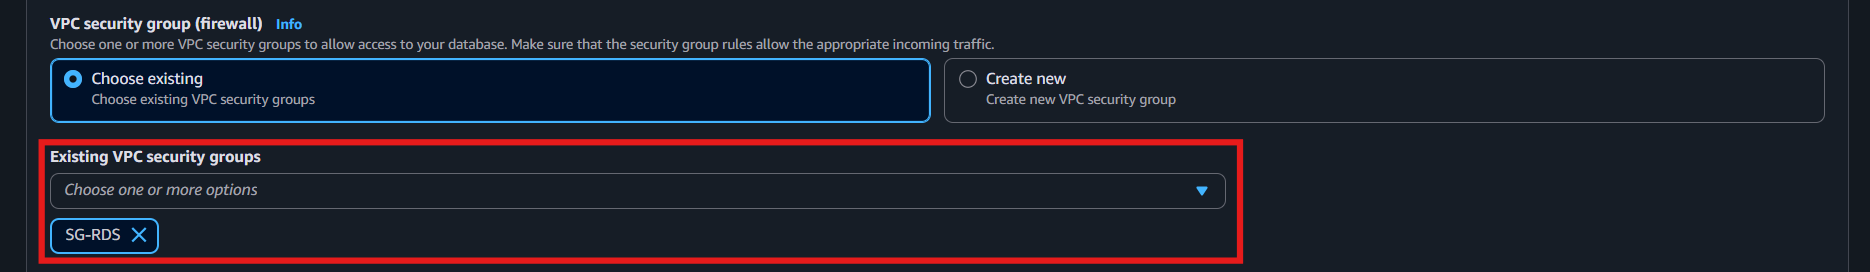 VPC security group (firewall) Info
Choose one or more VPC security groups to allow access to your database. Make sure that the security group rules allow the appropriate incoming traffic.
Choose existing
Choose existing VPC security groups
Create new
Create new VPC security group
Existing VPC security groups
Choose one or more options
SG-RDS